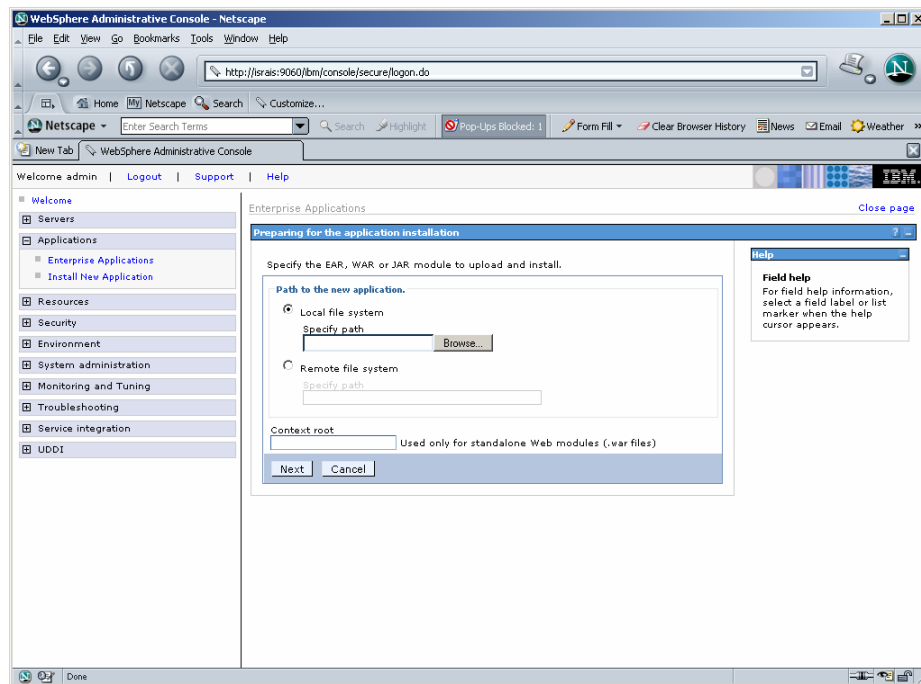 WebSphere Administrative Console - Netscape
File Edit View Go Bookmarks Tools Window Help
http://israis:9060/ibm/console/secure/logon.do
Home My Netscape Search Customize...
Netscape Enter Search Terms Search Highlight Pop-Ups Blocked: 1 Form Fill Clear Browser History News Email Weather »
New Tab WebSphere Administrative Console
Welcome admin | Logout | Support | Help IBM.
Welcome
Servers
Applications
Enterprise Applications
Install New Application
Resources
Security
Environment
System administration
Monitoring and Tuning
Troubleshooting
Service integration
UDDI
Enterprise Applications Close page
Preparing for the application installation ? –
Specify the EAR, WAR or JAR module to upload and install.
Path to the new application.
Local file system
Specify path
Browse...
Remote file system
Specify path
Context root
Used only for standalone Web modules (.war files)
Next Cancel
Help –
Field help
For field help information,
select a field label or list
marker when the help
cursor appears.
Done